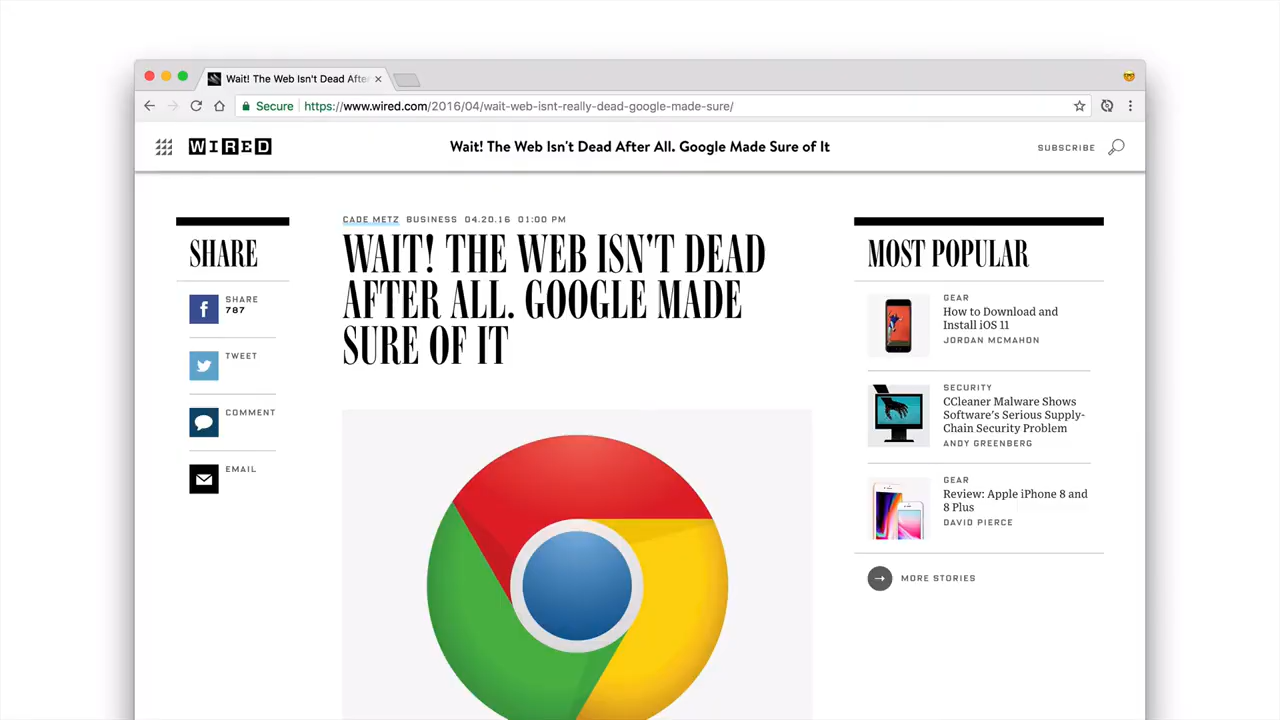 Wait! The Web Isn't Dead After
Secure https://www.wired.com/2016/04/wait-web-isnt-really-dead-google-made-sure/
WIRED
Wait! The Web Isn't Dead After All. Google Made Sure of It
SUBSCRIBE
SHARE
SHARE
787
TWEET
COMMENT
EMAIL
CADE METZ BUSINESS 04.20.16 01:00 PM
WAIT! THE WEB ISN'T DEAD
AFTER ALL. GOOGLE MADE
SURE OF IT
MOST POPULAR
GEAR
How to Download and
Install iOS 11
JORDAN MCMAHON
SECURITY
CCleaner Malware Shows
Software's Serious Supply-
Chain Security Problem
ANDY GREENBERG
GEAR
Review: Apple iPhone 8 and
8 Plus
DAVID PIERCE
MORE STORIES